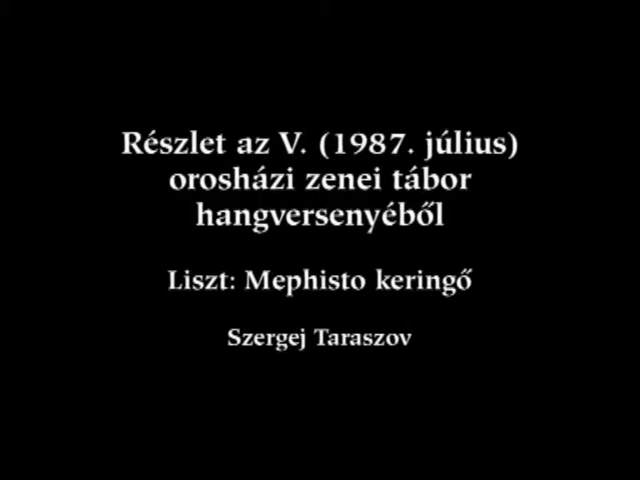 Részlet az V. (1987. július)
orosházi zenei tábor
hangversenyéből
Liszt: Mephisto keringő
Szergej Taraszov